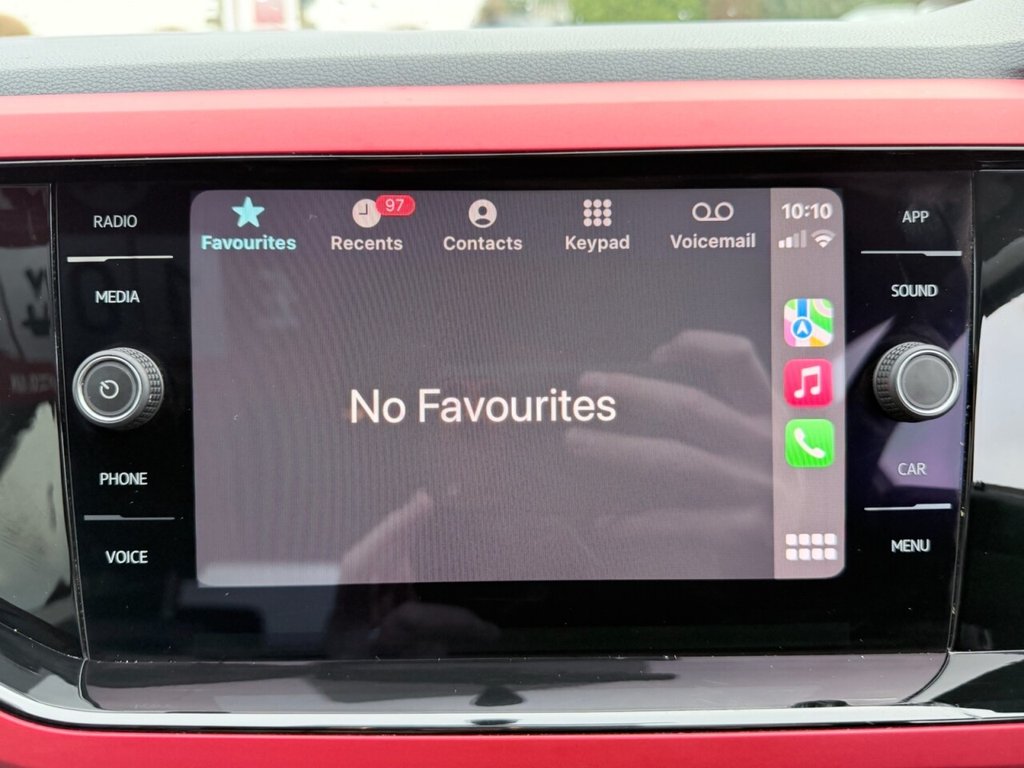 RADIO
MEDIA
PHONE
VOICE
97
Favourites
Recents
Contacts
Keypad
Voicemail
10:10
No Favourites
APP
SOUND
CAR
MENU